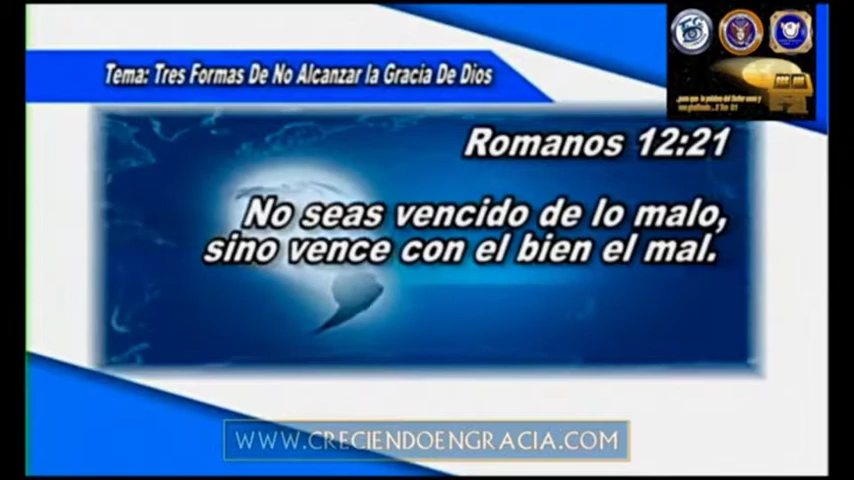 Tema: Tres Formas De No Alcanzar la Gracia De Dios
Romanos 12:21
No seas vencido de lo malo,
sino vence con el bien el mal.
WWW.CRECIENDOENGRACIA.COM